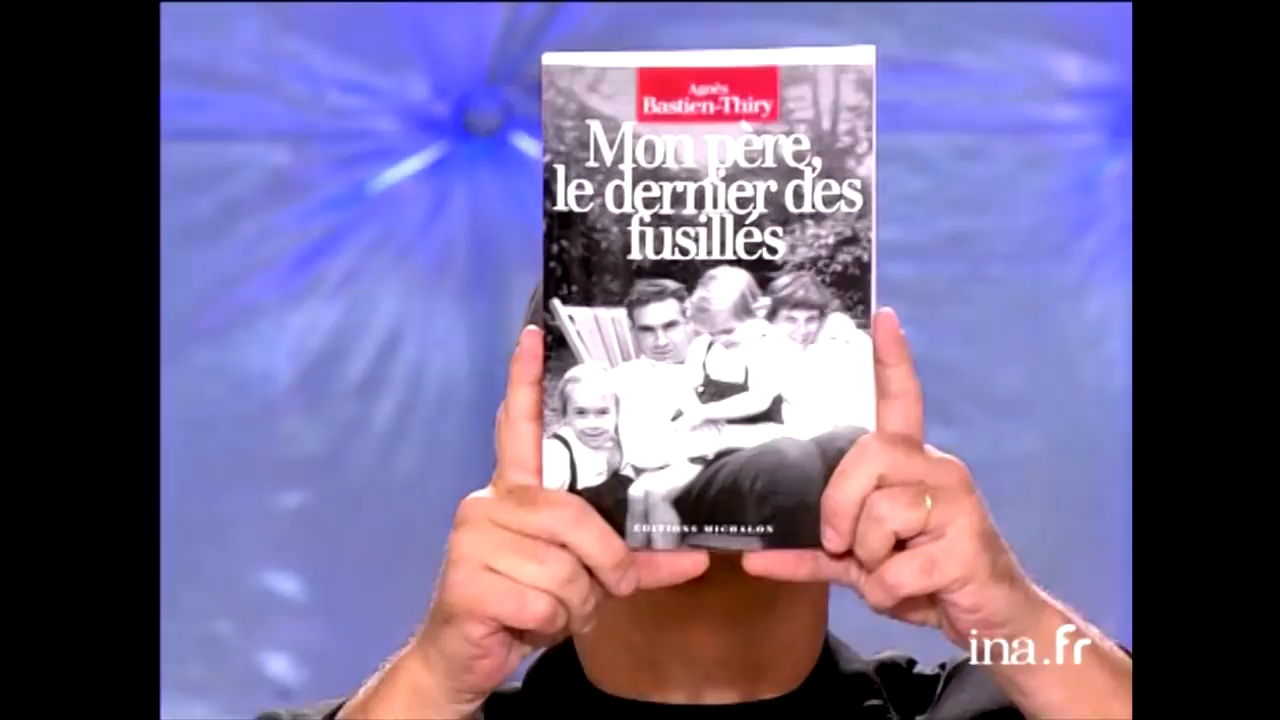 Agnès
Bastien-Thiry
Mon père,
le dernier des
fusillés
ÉDITIONS MICHALON
ina.fr